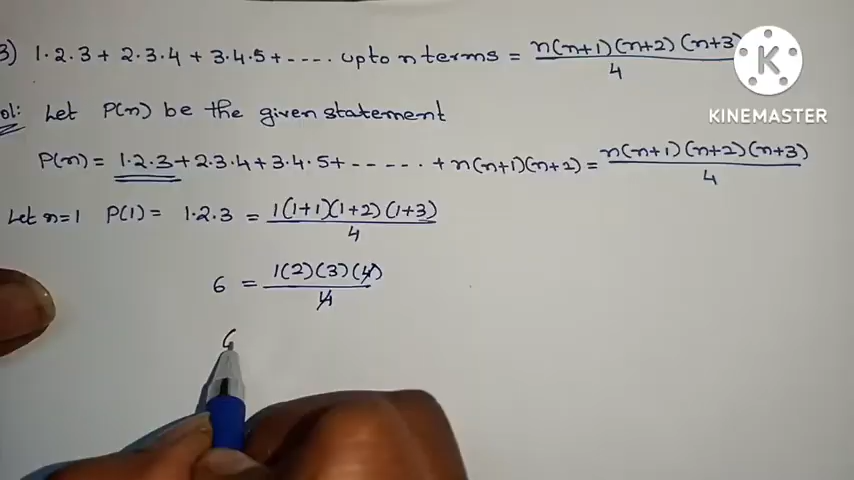 3) 1·2·3 + 2·3·4 + 3·4·5 + ---- upto n terms = n(n+1)(n+2)(n+3)/4
Sol: Let P(n) be the given statement
P(n) = 1·2·3 + 2·3·4 + 3·4·5 + ----- + n(n+1)(n+2) = n(n+1)(n+2)(n+3)/4
Let n=1 P(1) = 1·2·3 = 1(1+1)(1+2)(1+3)/4
6 = 1(2)(3)(4)/4
K
KINEMASTER